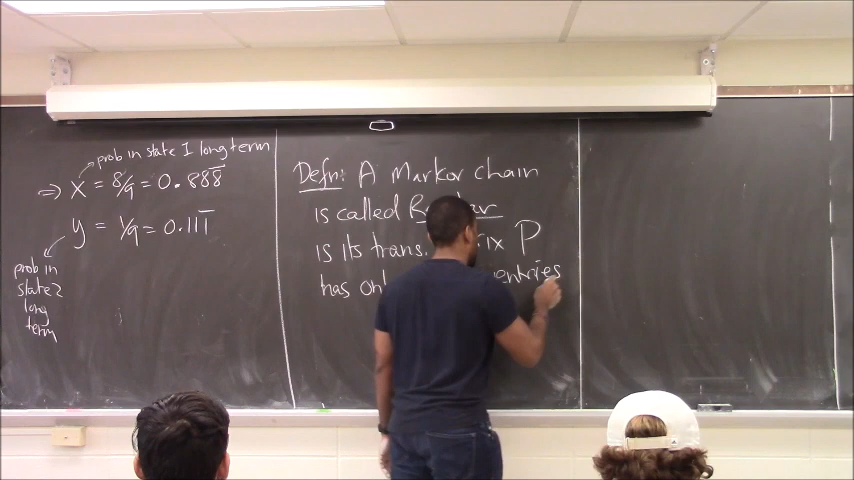 prob in state 1 long term
⇒ x = 8/9 = 0.888̅
y = 1/9 = 0.111̅
prob in
state 2
long
term
Defn: A Markov chain
is called
is its trans. P
has entries